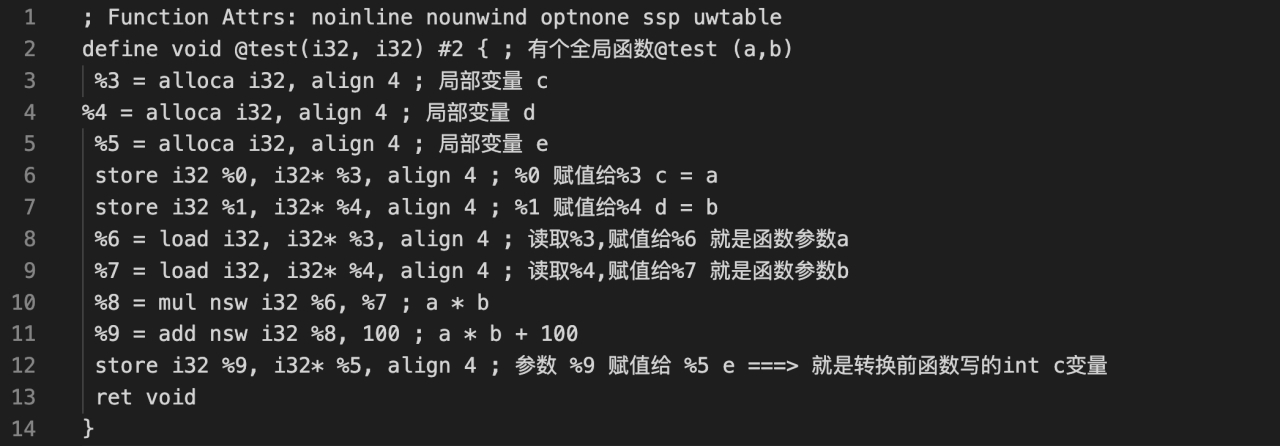 1 ; Function Attrs: noinline nounwind optnone ssp uwtable
2 define void @test(i32, i32) #2 { ; 有个全局函数@test (a,b)
3 %3 = alloca i32, align 4 ; 局部变量 c
4 %4 = alloca i32, align 4 ; 局部变量 d
5 %5 = alloca i32, align 4 ; 局部变量 e
6 store i32 %0, i32* %3, align 4 ; %0 赋值给%3 c = a
7 store i32 %1, i32* %4, align 4 ; %1 赋值给%4 d = b
8 %6 = load i32, i32* %3, align 4 ; 读取%3,赋值给%6 就是函数参数a
9 %7 = load i32, i32* %4, align 4 ; 读取%4,赋值给%7 就是函数参数b
10 %8 = mul nsw i32 %6, %7 ; a * b
11 %9 = add nsw i32 %8, 100 ; a * b + 100
12 store i32 %9, i32* %5, align 4 ; 参数 %9 赋值给 %5 e ===> 就是转换前函数写的int c变量
13 ret void
14 }